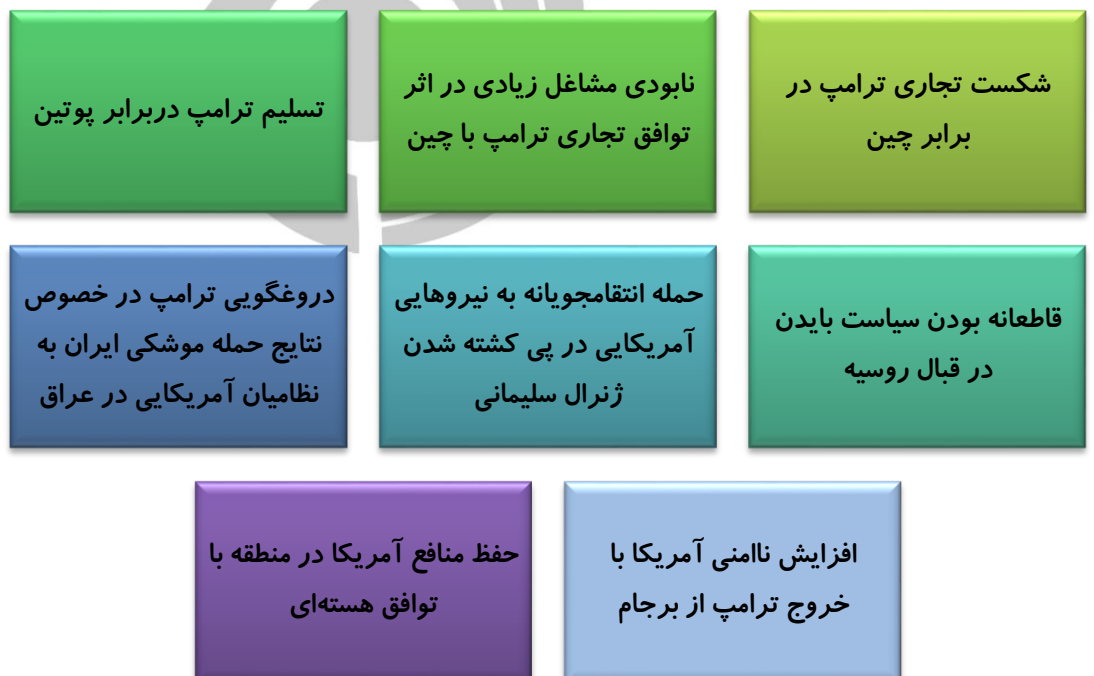 شکست تجاری ترامپ در
برابر چین
نابودی مشاغل زیادی در اثر
توافق تجاری ترامپ با چین
تسلیم ترامپ دربرابر پوتین
قاطعانه بودن سیاست بایدن
در قبال روسیه
حمله انتقامجویانه به نیروهایی
آمریکایی در پی کشته شدن
ژنرال سلیمانی
دروغگویی ترامپ در خصوص
نتایج حمله موشکی ایران به
نظامیان آمریکایی در عراق
افزایش ناامنی آمریکا با
خروج ترامپ از برجام
حفظ منافع آمریکا در منطقه با
توافق هسته‌ای